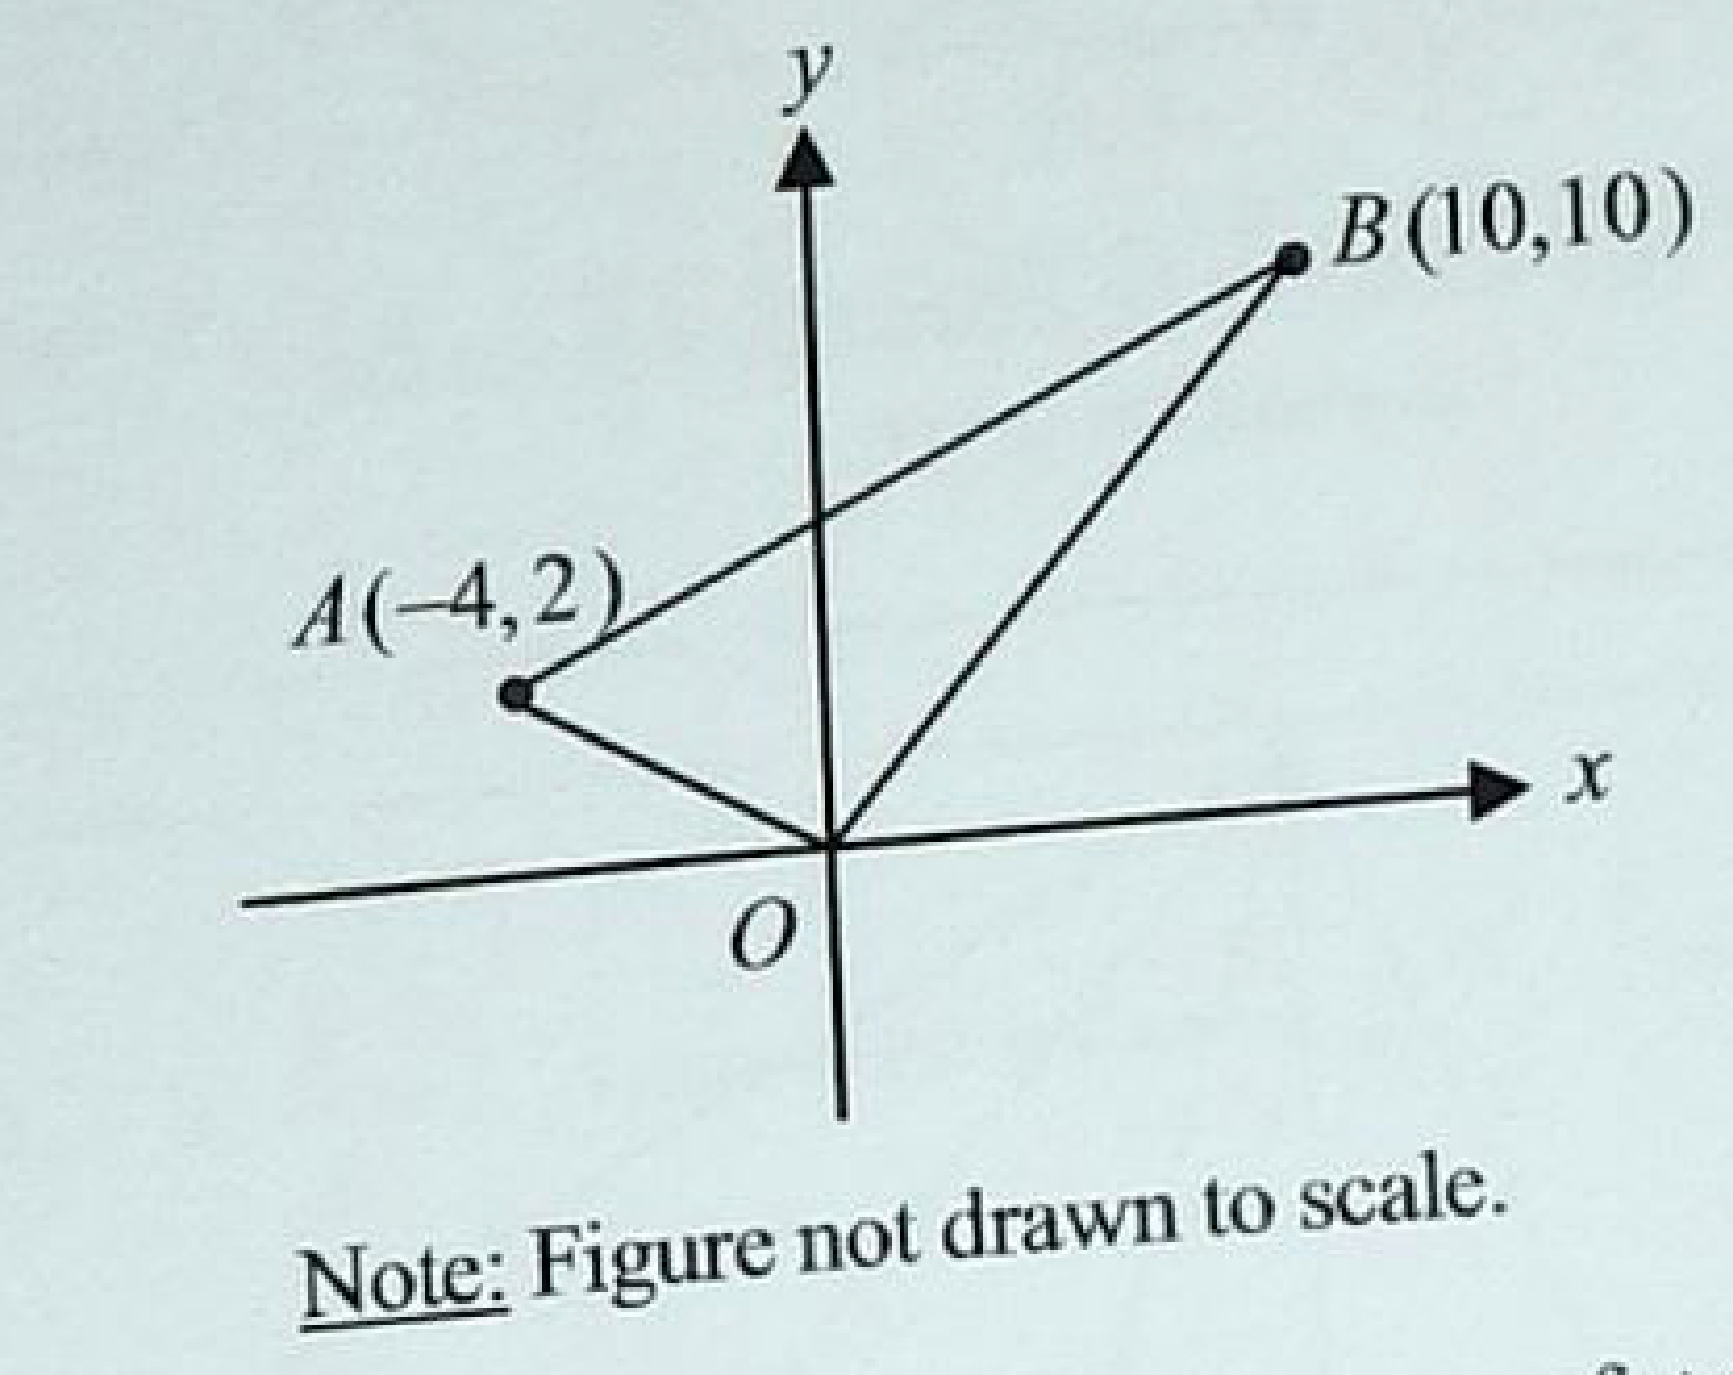 y
B(10,10)
A(–4,2)
x
O
Note: Figure not drawn to scale.